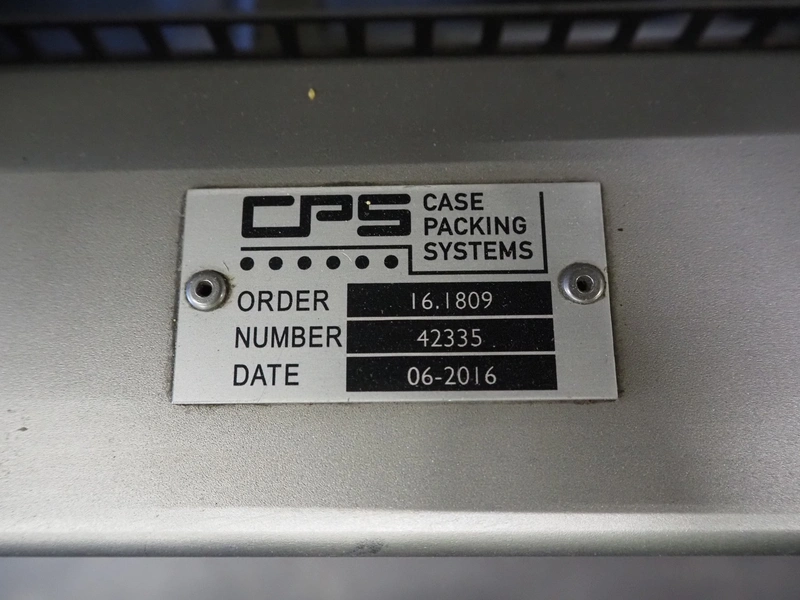 CPS CASE
PACKING
SYSTEMS
ORDER 16.1809
NUMBER 42335
DATE 06-2016